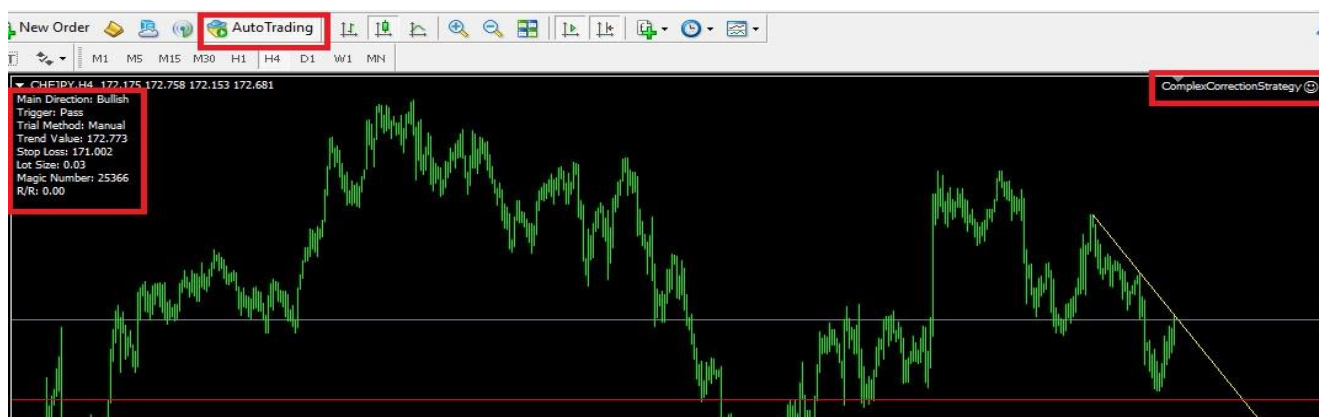 New Order AutoTrading
M1 M5 M15 M30 H1 H4 D1 W1 MN
CHFJPY,H4 172.175 172.758 172.153 172.681
ComplexCorrectionStrategy
Main Direction: Bullish
Trigger: Pass
Trial Method: Manual
Trend Value: 172.773
Stop Loss: 171.002
Lot Size: 0.03
Magic Number: 25366
R/R: 0.00